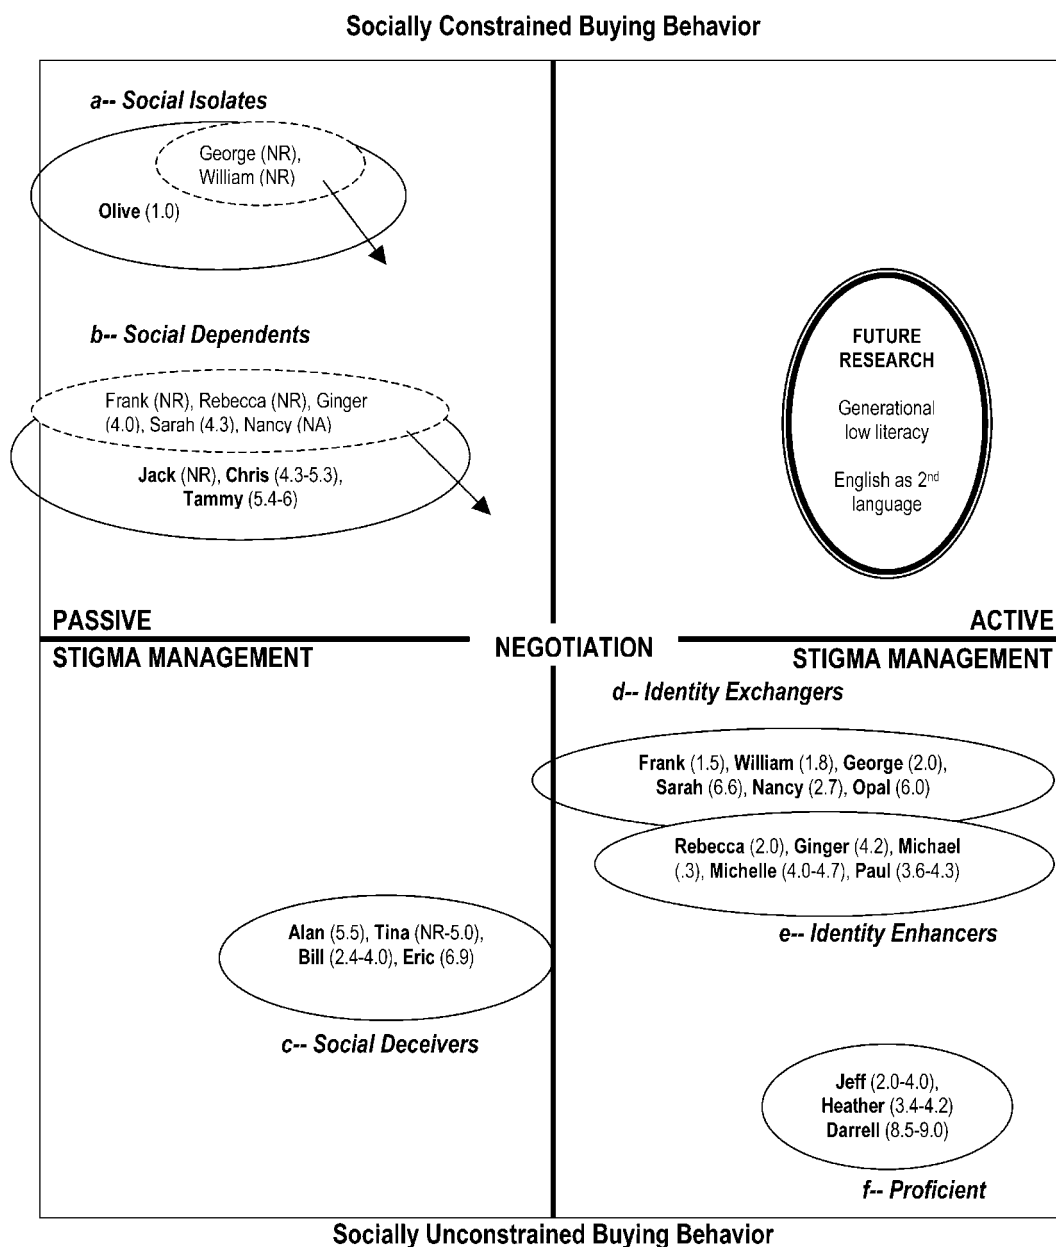 Socially Constrained Buying Behavior
a-- Social Isolates
George (NR),
William (NR)
Olive (1.0)
b-- Social Dependents
Frank (NR), Rebecca (NR), Ginger
(4.0), Sarah (4.3), Nancy (NA)
Jack (NR), Chris (4.3-5.3),
Tammy (5.4-6)
FUTURE
RESEARCH
Generational
low literacy
English as 2nd
language
PASSIVE
STIGMA MANAGEMENT
NEGOTIATION
ACTIVE
STIGMA MANAGEMENT
d-- Identity Exchangers
Frank (1.5), William (1.8), George (2.0),
Sarah (6.6), Nancy (2.7), Opal (6.0)
Rebecca (2.0), Ginger (4.2), Michael
(.3), Michelle (4.0-4.7), Paul (3.6-4.3)
e-- Identity Enhancers
Alan (5.5), Tina (NR-5.0),
Bill (2.4-4.0), Eric (6.9)
c-- Social Deceivers
Jeff (2.0-4.0),
Heather (3.4-4.2)
Darrell (8.5-9.0)
f-- Proficient
Socially Unconstrained Buying Behavior